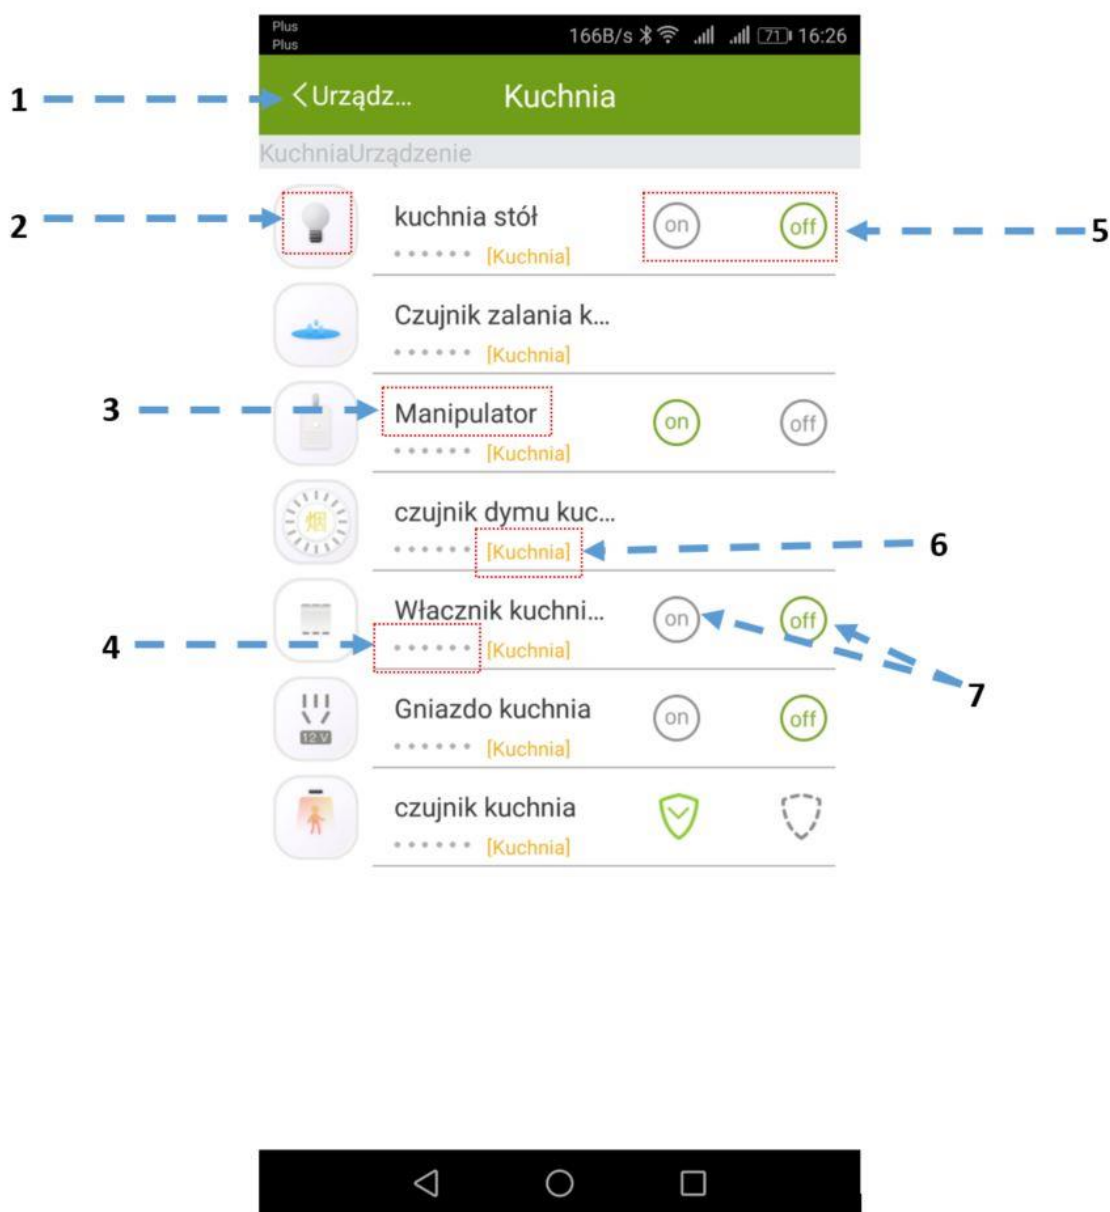 Plus
Plus
166B/s 71 16:26
1
<Urządz... Kuchnia
KuchniaUrządzenie
2
kuchnia stół on off
5
[Kuchnia]
Czujnik zalania k...
[Kuchnia]
3
Manipulator on off
[Kuchnia]
烟
czujnik dymu kuc...
[Kuchnia]
6
Włacznik kuchni... on off
4
[Kuchnia]
7
Gniazdo kuchnia on off
12 V
[Kuchnia]
czujnik kuchnia
[Kuchnia]